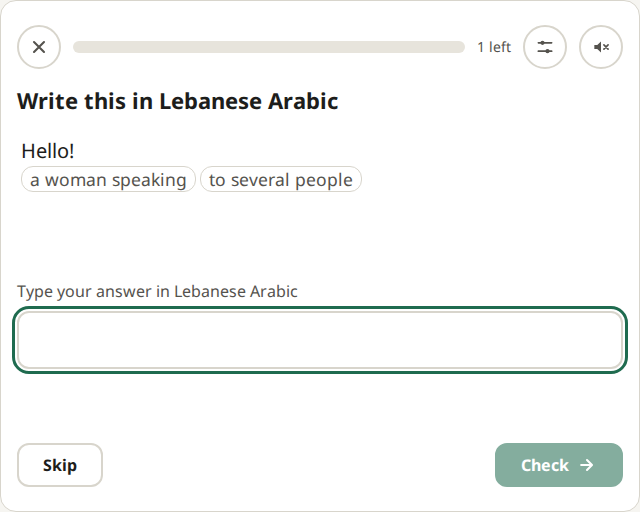 1 left
Write this in Lebanese Arabic
Hello!
a woman speaking to several people
Type your answer in Lebanese Arabic
Skip Check